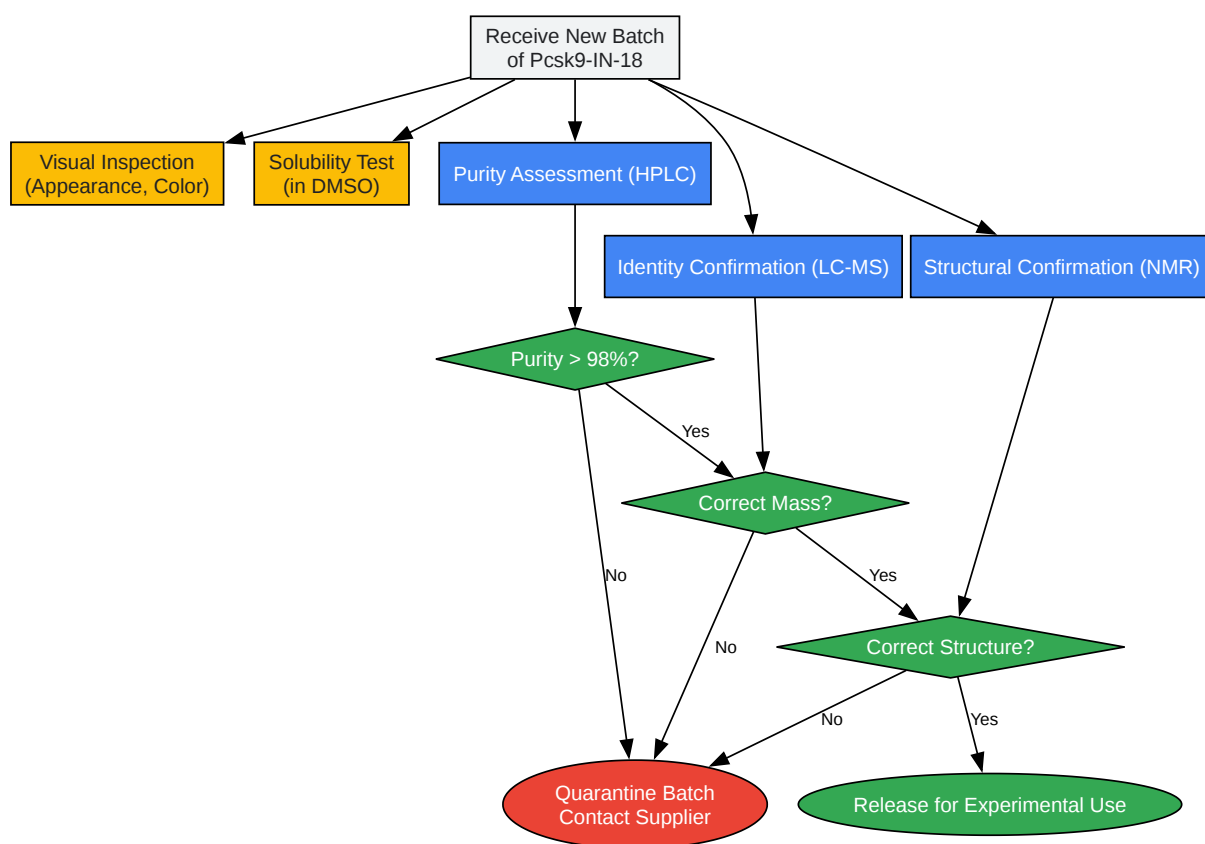 Receive New Batch
of Pcsk9-IN-18
Visual Inspection
(Appearance, Color)
Solubility Test
(in DMSO)
Purity Assessment (HPLC)
Identity Confirmation (LC-MS)
Structural Confirmation (NMR)
Purity > 98%?
Yes
Correct Mass?
No
Yes
No
Correct Structure?
No
Yes
Quarantine Batch
Contact Supplier
Release for Experimental Use